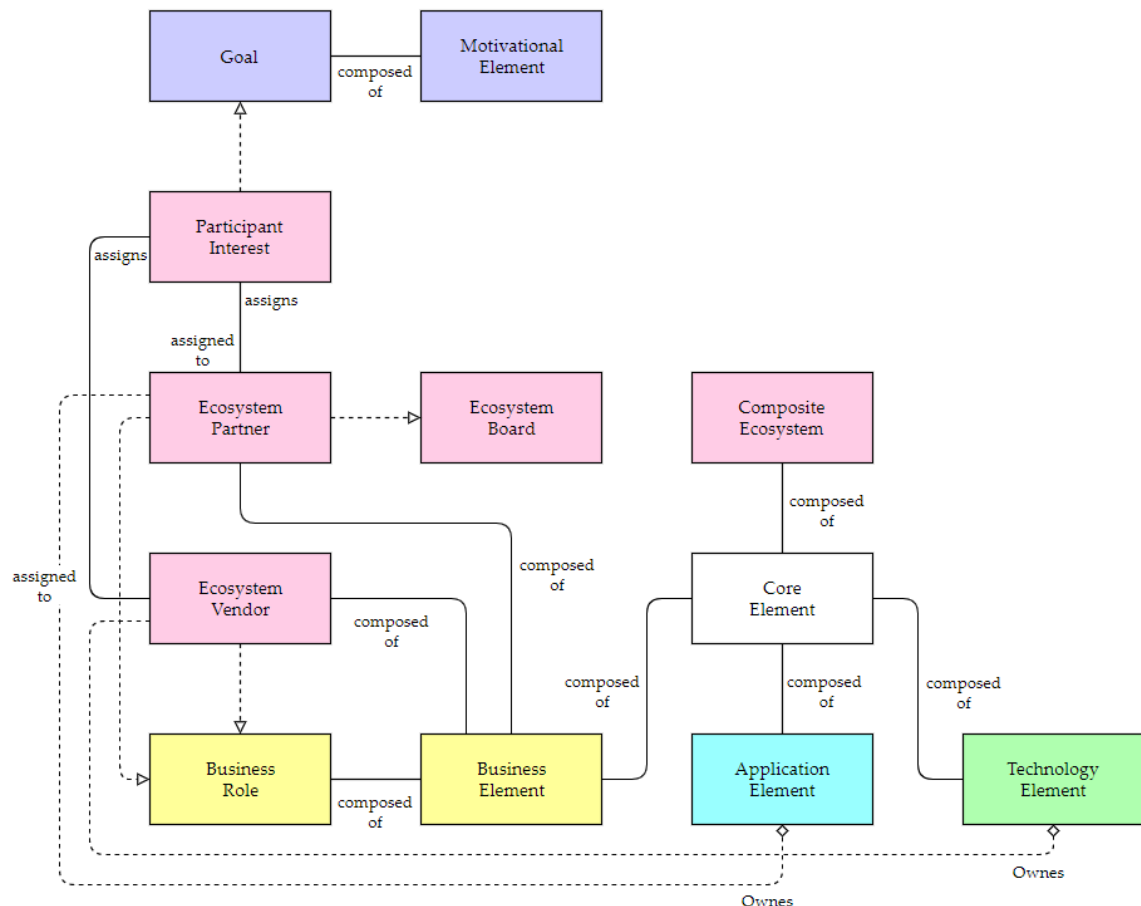 Goal
Motivational
Element
composed
of
Participant
Interest
assigns
assigns
assigned
to
Ecosystem
Partner
Ecosystem
Board
Composite
Ecosystem
composed
of
composed
of
assigned
to
Ecosystem
Vendor
composed
of
Core
Element
composed
of
composed
of
composed
of
Business
Role
composed
of
Business
Element
Application
Element
Technology
Element
Ownes
Ownes